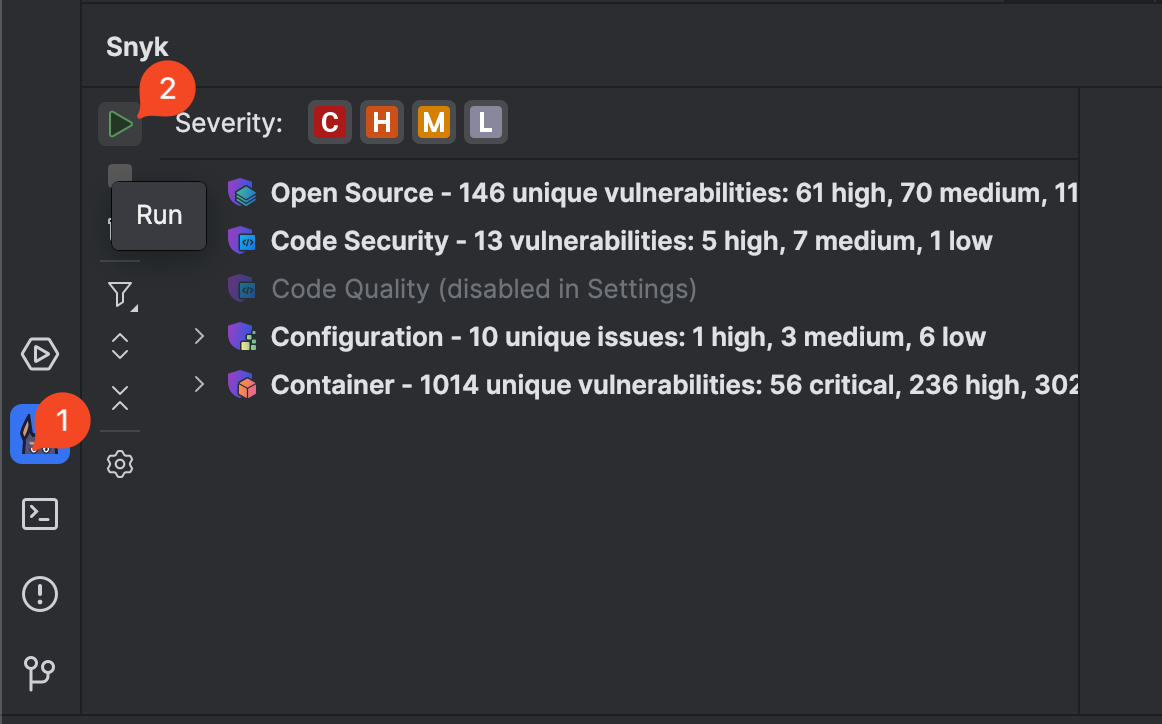 Snyk
2
Severity: C H M L
Run
Open Source - 146 unique vulnerabilities: 61 high, 70 medium, 11
Code Security - 13 vulnerabilities: 5 high, 7 medium, 1 low
Code Quality (disabled in Settings)
Configuration - 10 unique issues: 1 high, 3 medium, 6 low
Container - 1014 unique vulnerabilities: 56 critical, 236 high, 302
1